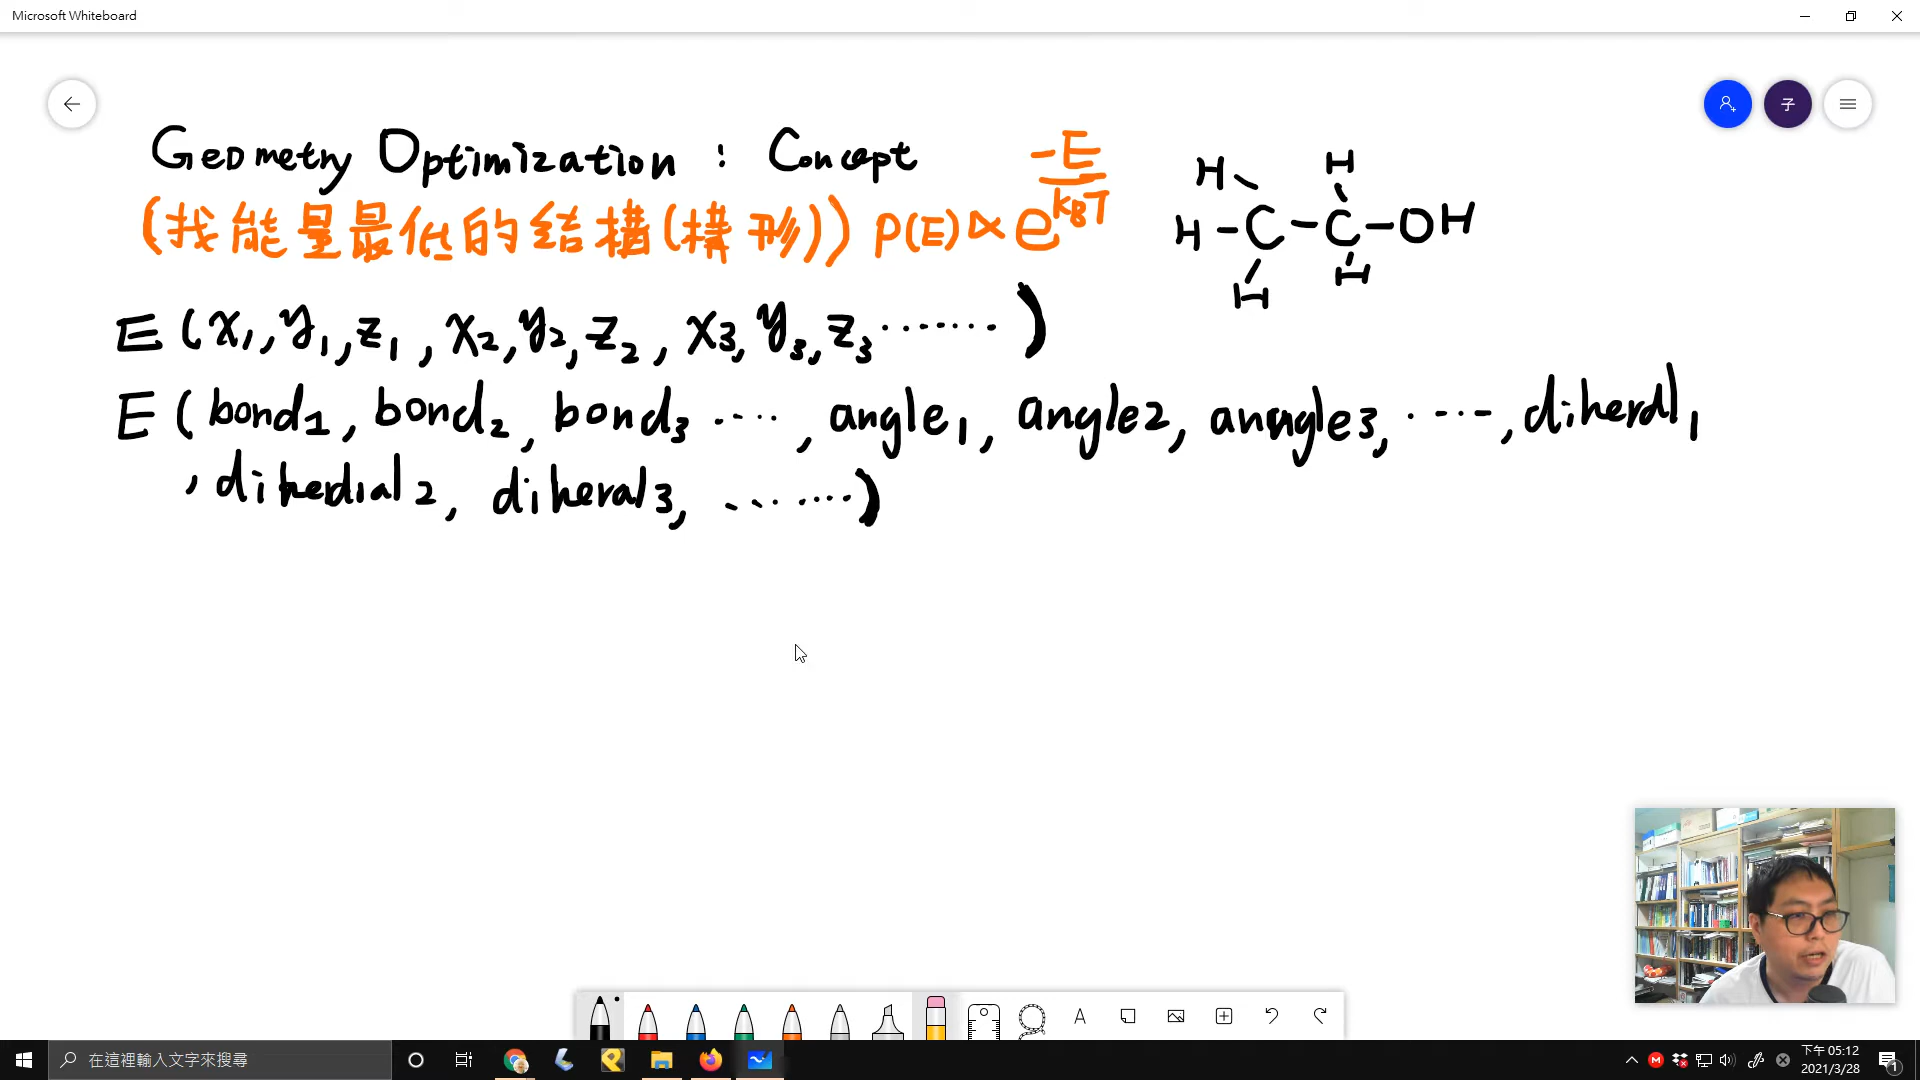 Microsoft Whiteboard
子
Geometry Optimization : Concept
(找能量最低的結構(構形)) P(E)∝e^(-E/kBT)
H H
H-C-C-OH
H H
E(x1,y1,z1,x2,y2,z2,x3,y3,z3.......)
E(bond1,bond2,bond3....,angle1,angle2,anngle3,....,diherdl1
,dihedial2,diheral3,.......)
A
在這裡輸入文字來搜尋
下午 05:12
2021/3/28
1